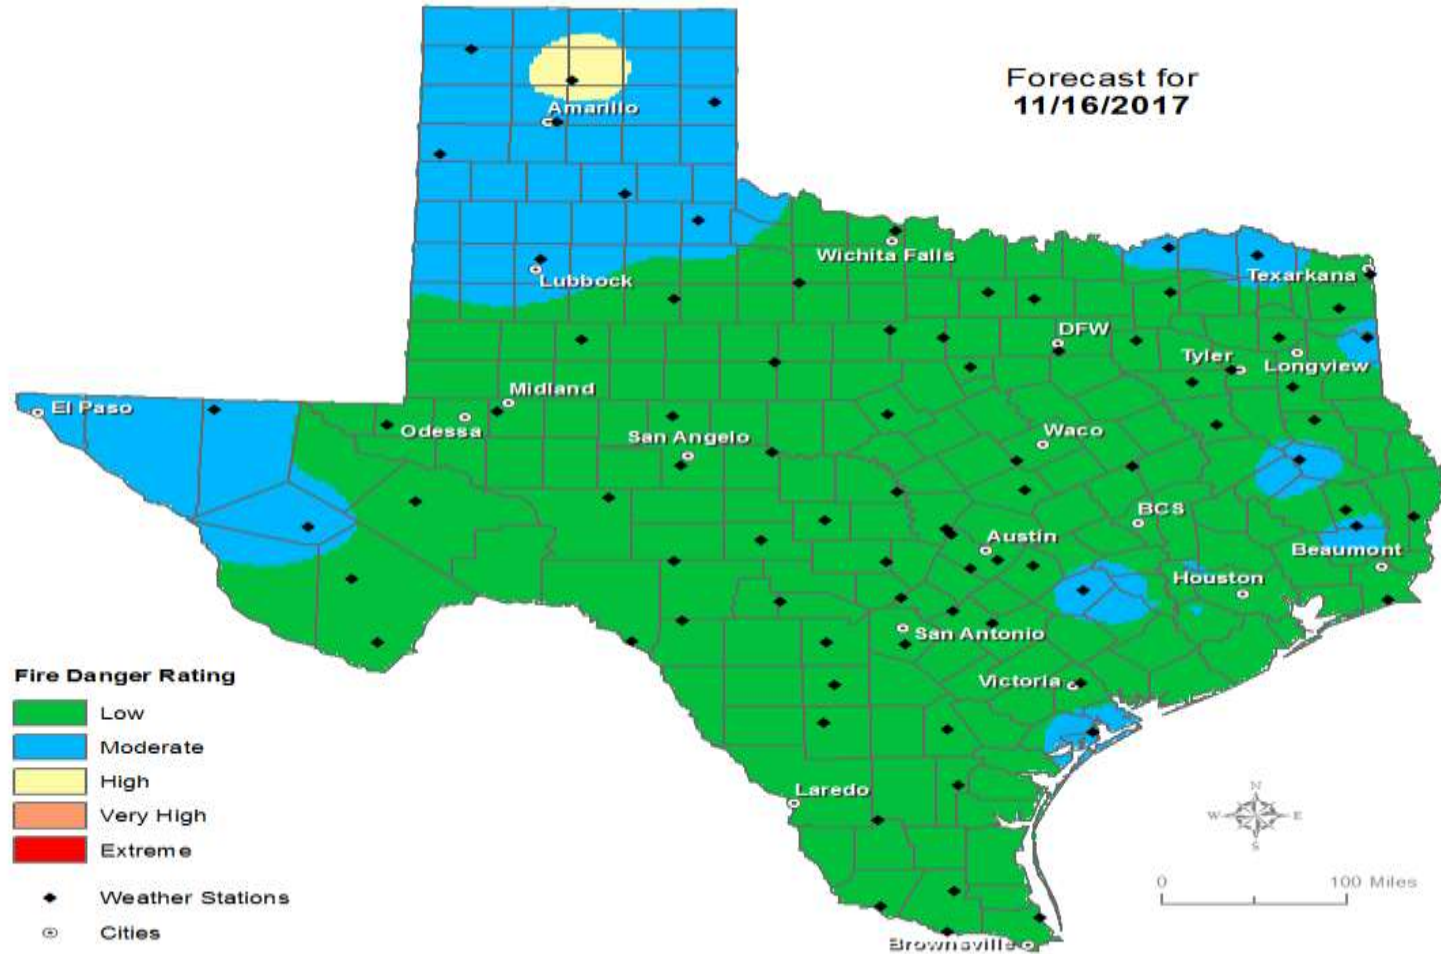 Forecast for
11/16/2017
Amarillo
Wichita Falls
Lubbock
Texarkana
DFW
Tyler
Longview
Midland
El Paso
Odessa
San Angelo
Waco
BCS
Austin
Beaumont
Houston
San Antonio
Victoria
Laredo
Brownsville
Fire Danger Rating
Low
Moderate
High
Very High
Extreme
Weather Stations
Cities
N
W
E
S
0
100 Miles